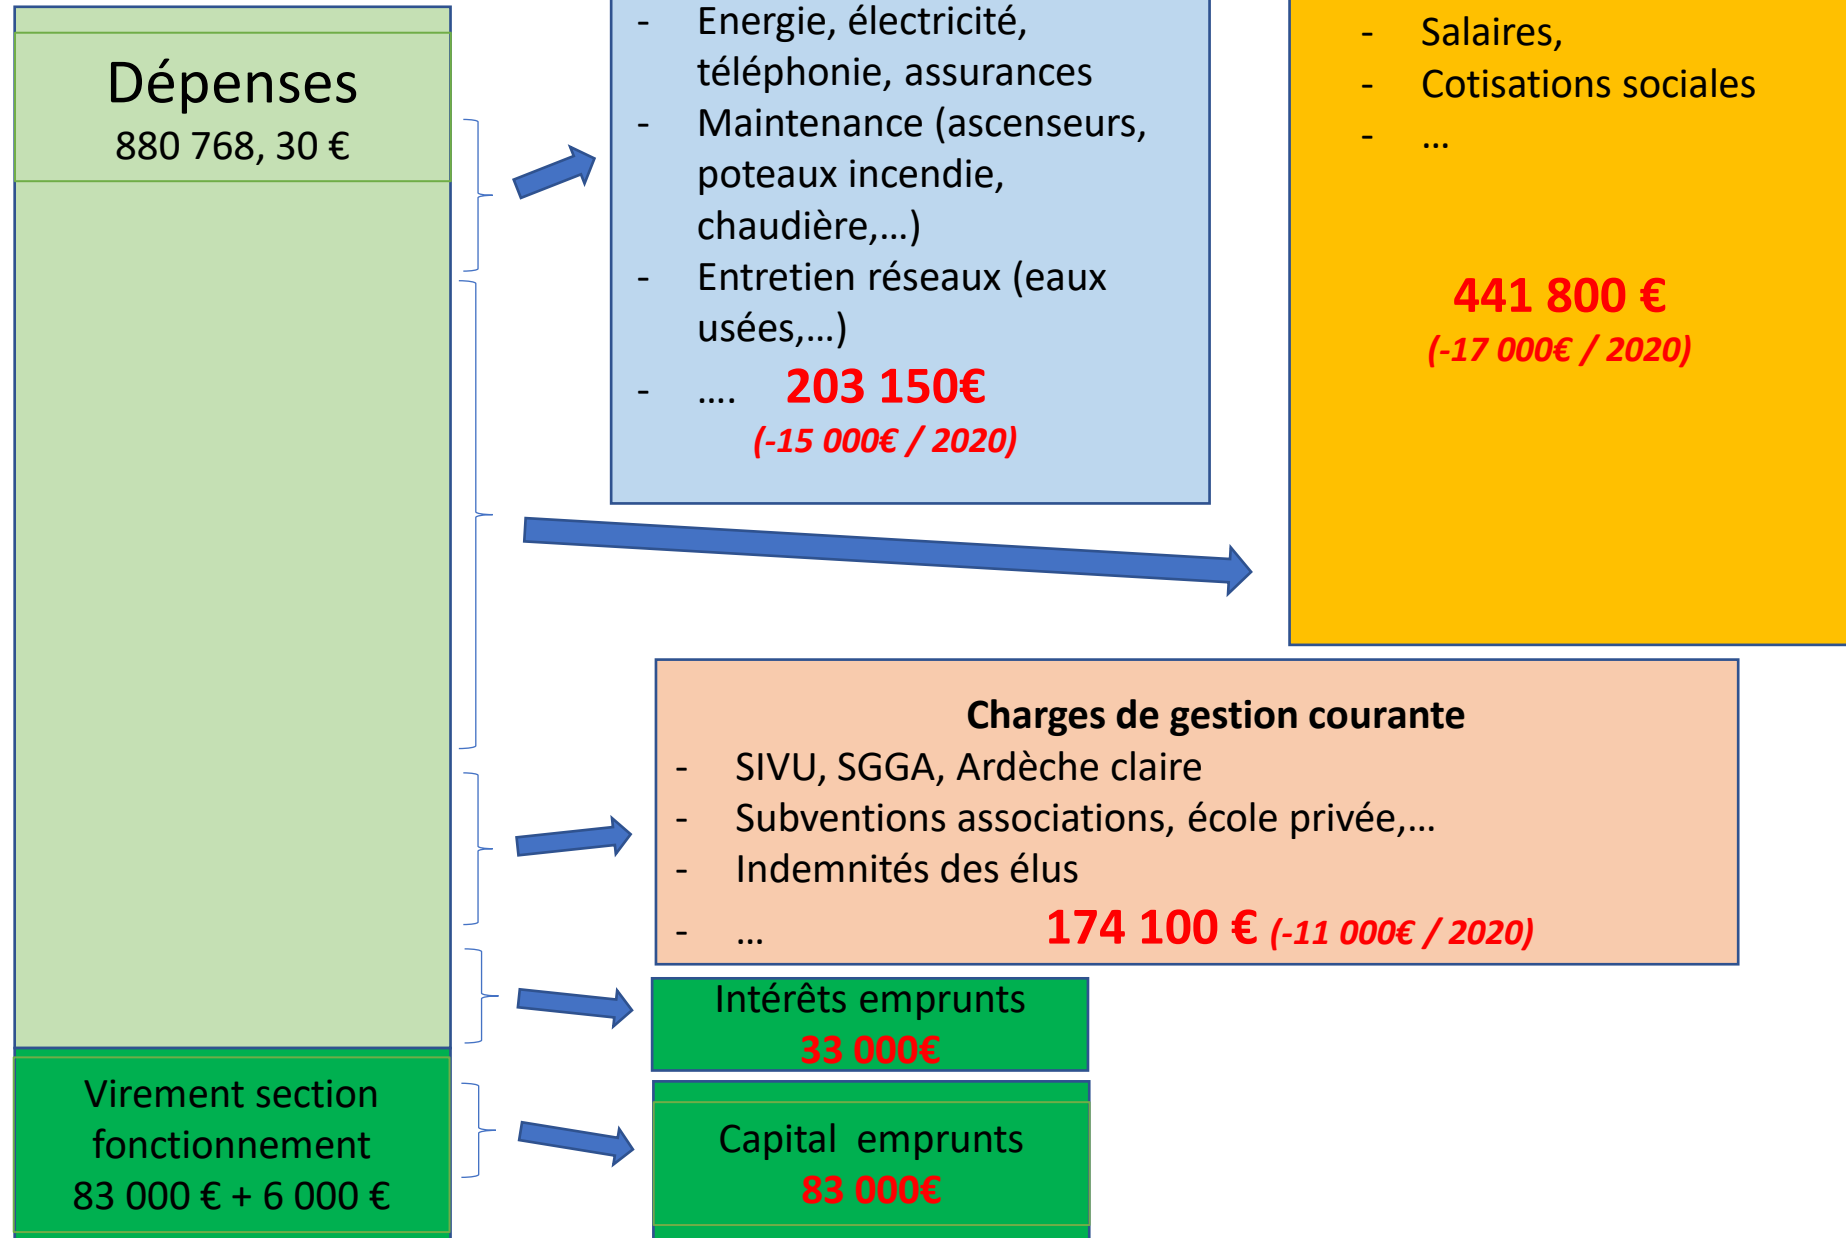 Dépenses
880 768, 30 €
- Energie, électricité,
téléphonie, assurances
- Maintenance (ascenseurs,
poteaux incendie,
chaudière,...)
- Entretien réseaux (eaux
usées,...)
- .... 203 150€
(-15 000€ / 2020)
- Salaires,
- Cotisations sociales
- ...
441 800 €
(-17 000€ / 2020)
Charges de gestion courante
- SIVU, SGGA, Ardèche claire
- Subventions associations, école privée,...
- Indemnités des élus
- ... 174 100 € (-11 000€ / 2020)
Intérêts emprunts
33 000€
Virement section
fonctionnement
83 000 € + 6 000 €
Capital  emprunts
83 000€